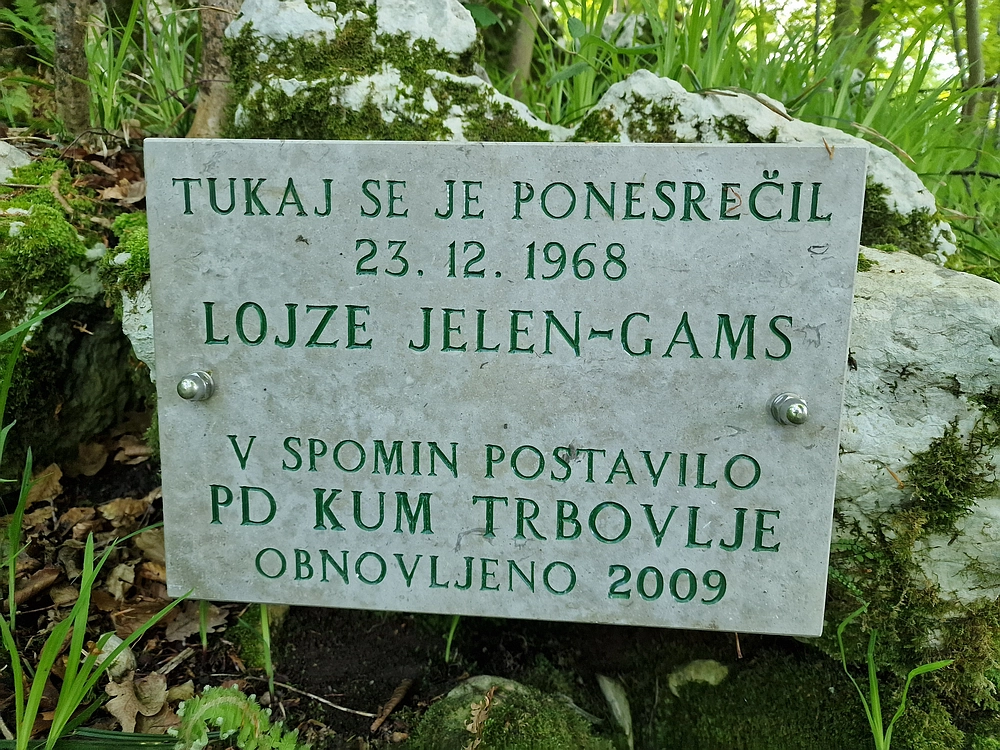 TUKAJ SE JE PONESREČIL
23. 12. 1968
LOJZE JELEN-GAMS
V SPOMIN POSTAVILO
PD KUM TRBOVLJE
OBNOVLJENO 2009